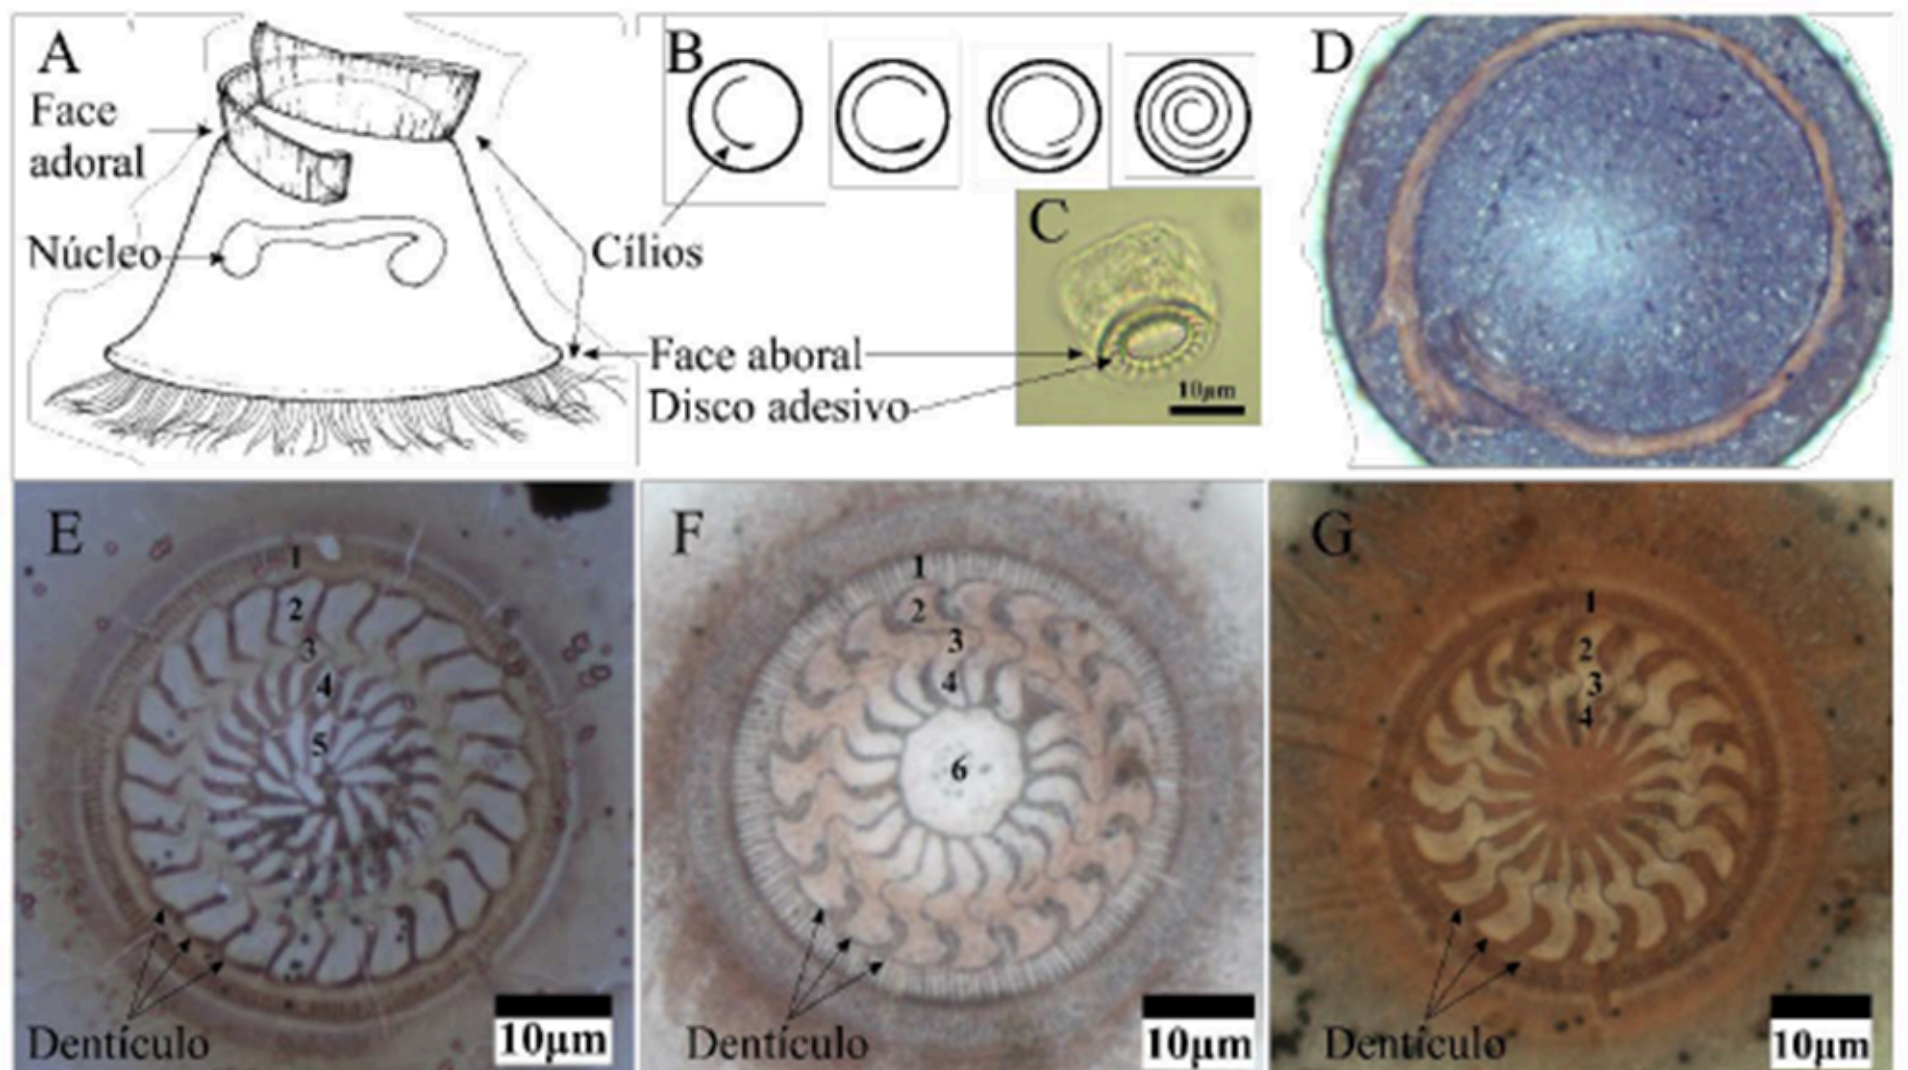 A
Face
adoral
Núcleo
B
Cílios
Face aboral
Disco adesivo
C
10µm
D
E
1
2
3
4
5
Dentículo
10µm
F
1
2
3
4
6
Dentículo
10µm
G
1
2
3
4
Dentículo
10µm